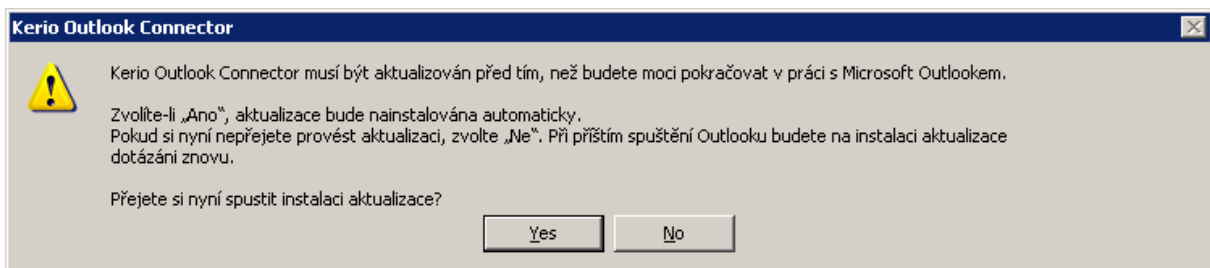 Kerio Outlook Connector
Kerio Outlook Connector musí být aktualizován před tím, než budete moci pokračovat v práci s Microsoft Outlookem.
Zvolíte-li „Ano“, aktualizace bude nainstalována automaticky.
Pokud si nyní nepřejete provést aktualizaci, zvolte „Ne“. Při příštím spuštění Outlooku budete na instalaci aktualizace
dotázáni znovu.
Přejete si nyní spustit instalaci aktualizace?
Yes No